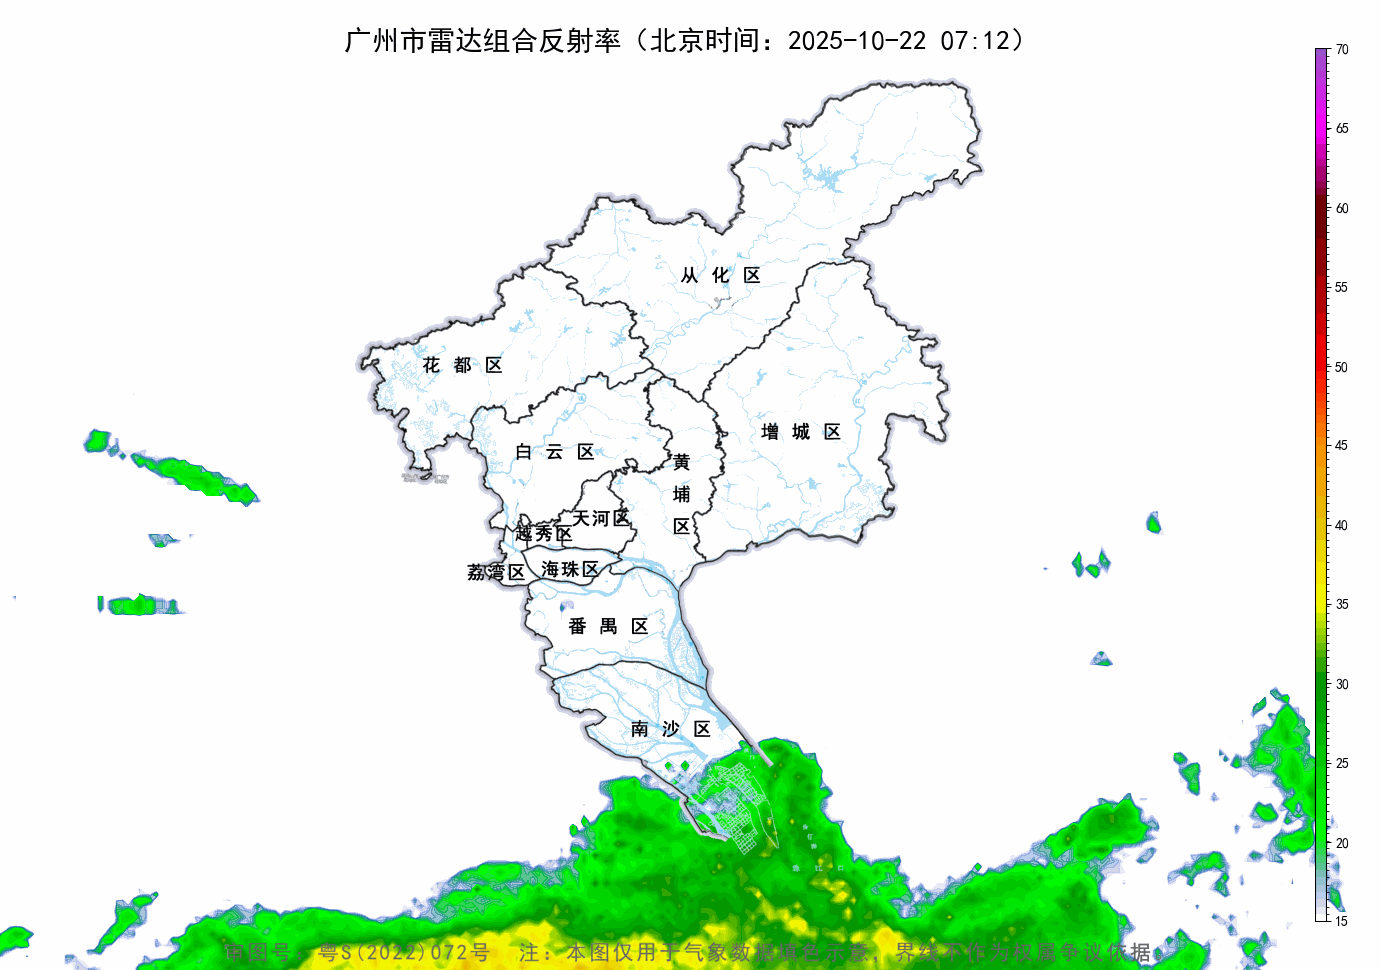 广州市雷达组合反射率（北京时间：2025-10-22 07:12）
70
65
60
55
50
45
40
35
30
25
20
15
从化区
花都区
增城区
白云区
黄埔区
天河区
越秀区
海珠区
荔湾区
番禺区
南沙区
审图号：粤S(2022)072号 注：本图仅用于气象数据填色示意，界线不作为权属争议依据。